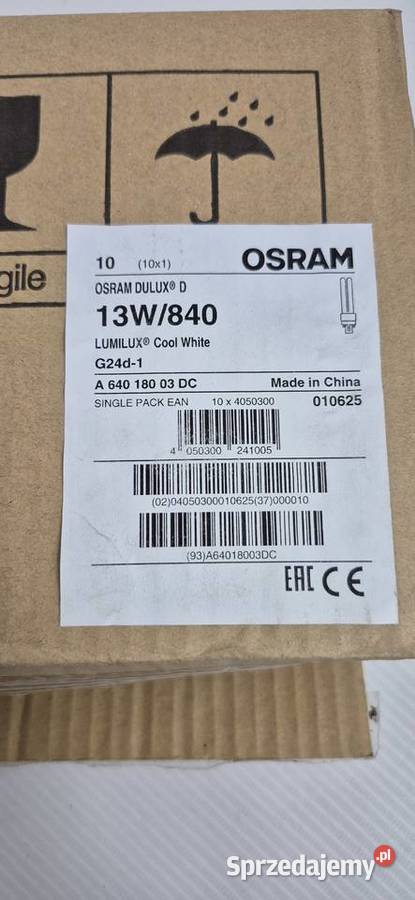 gile
10 (10x1) OSRAM
OSRAM DULUX® D
13W/840
LUMILUX® Cool White
G24d-1
A 640 180 03 DC Made in China
SINGLE PACK EAN 10 x 4050300 010625
4 050300 241005
(02)04050300010625(37)000010
(93)A64018003DC
EAC CE
Sprzedajemy.pl